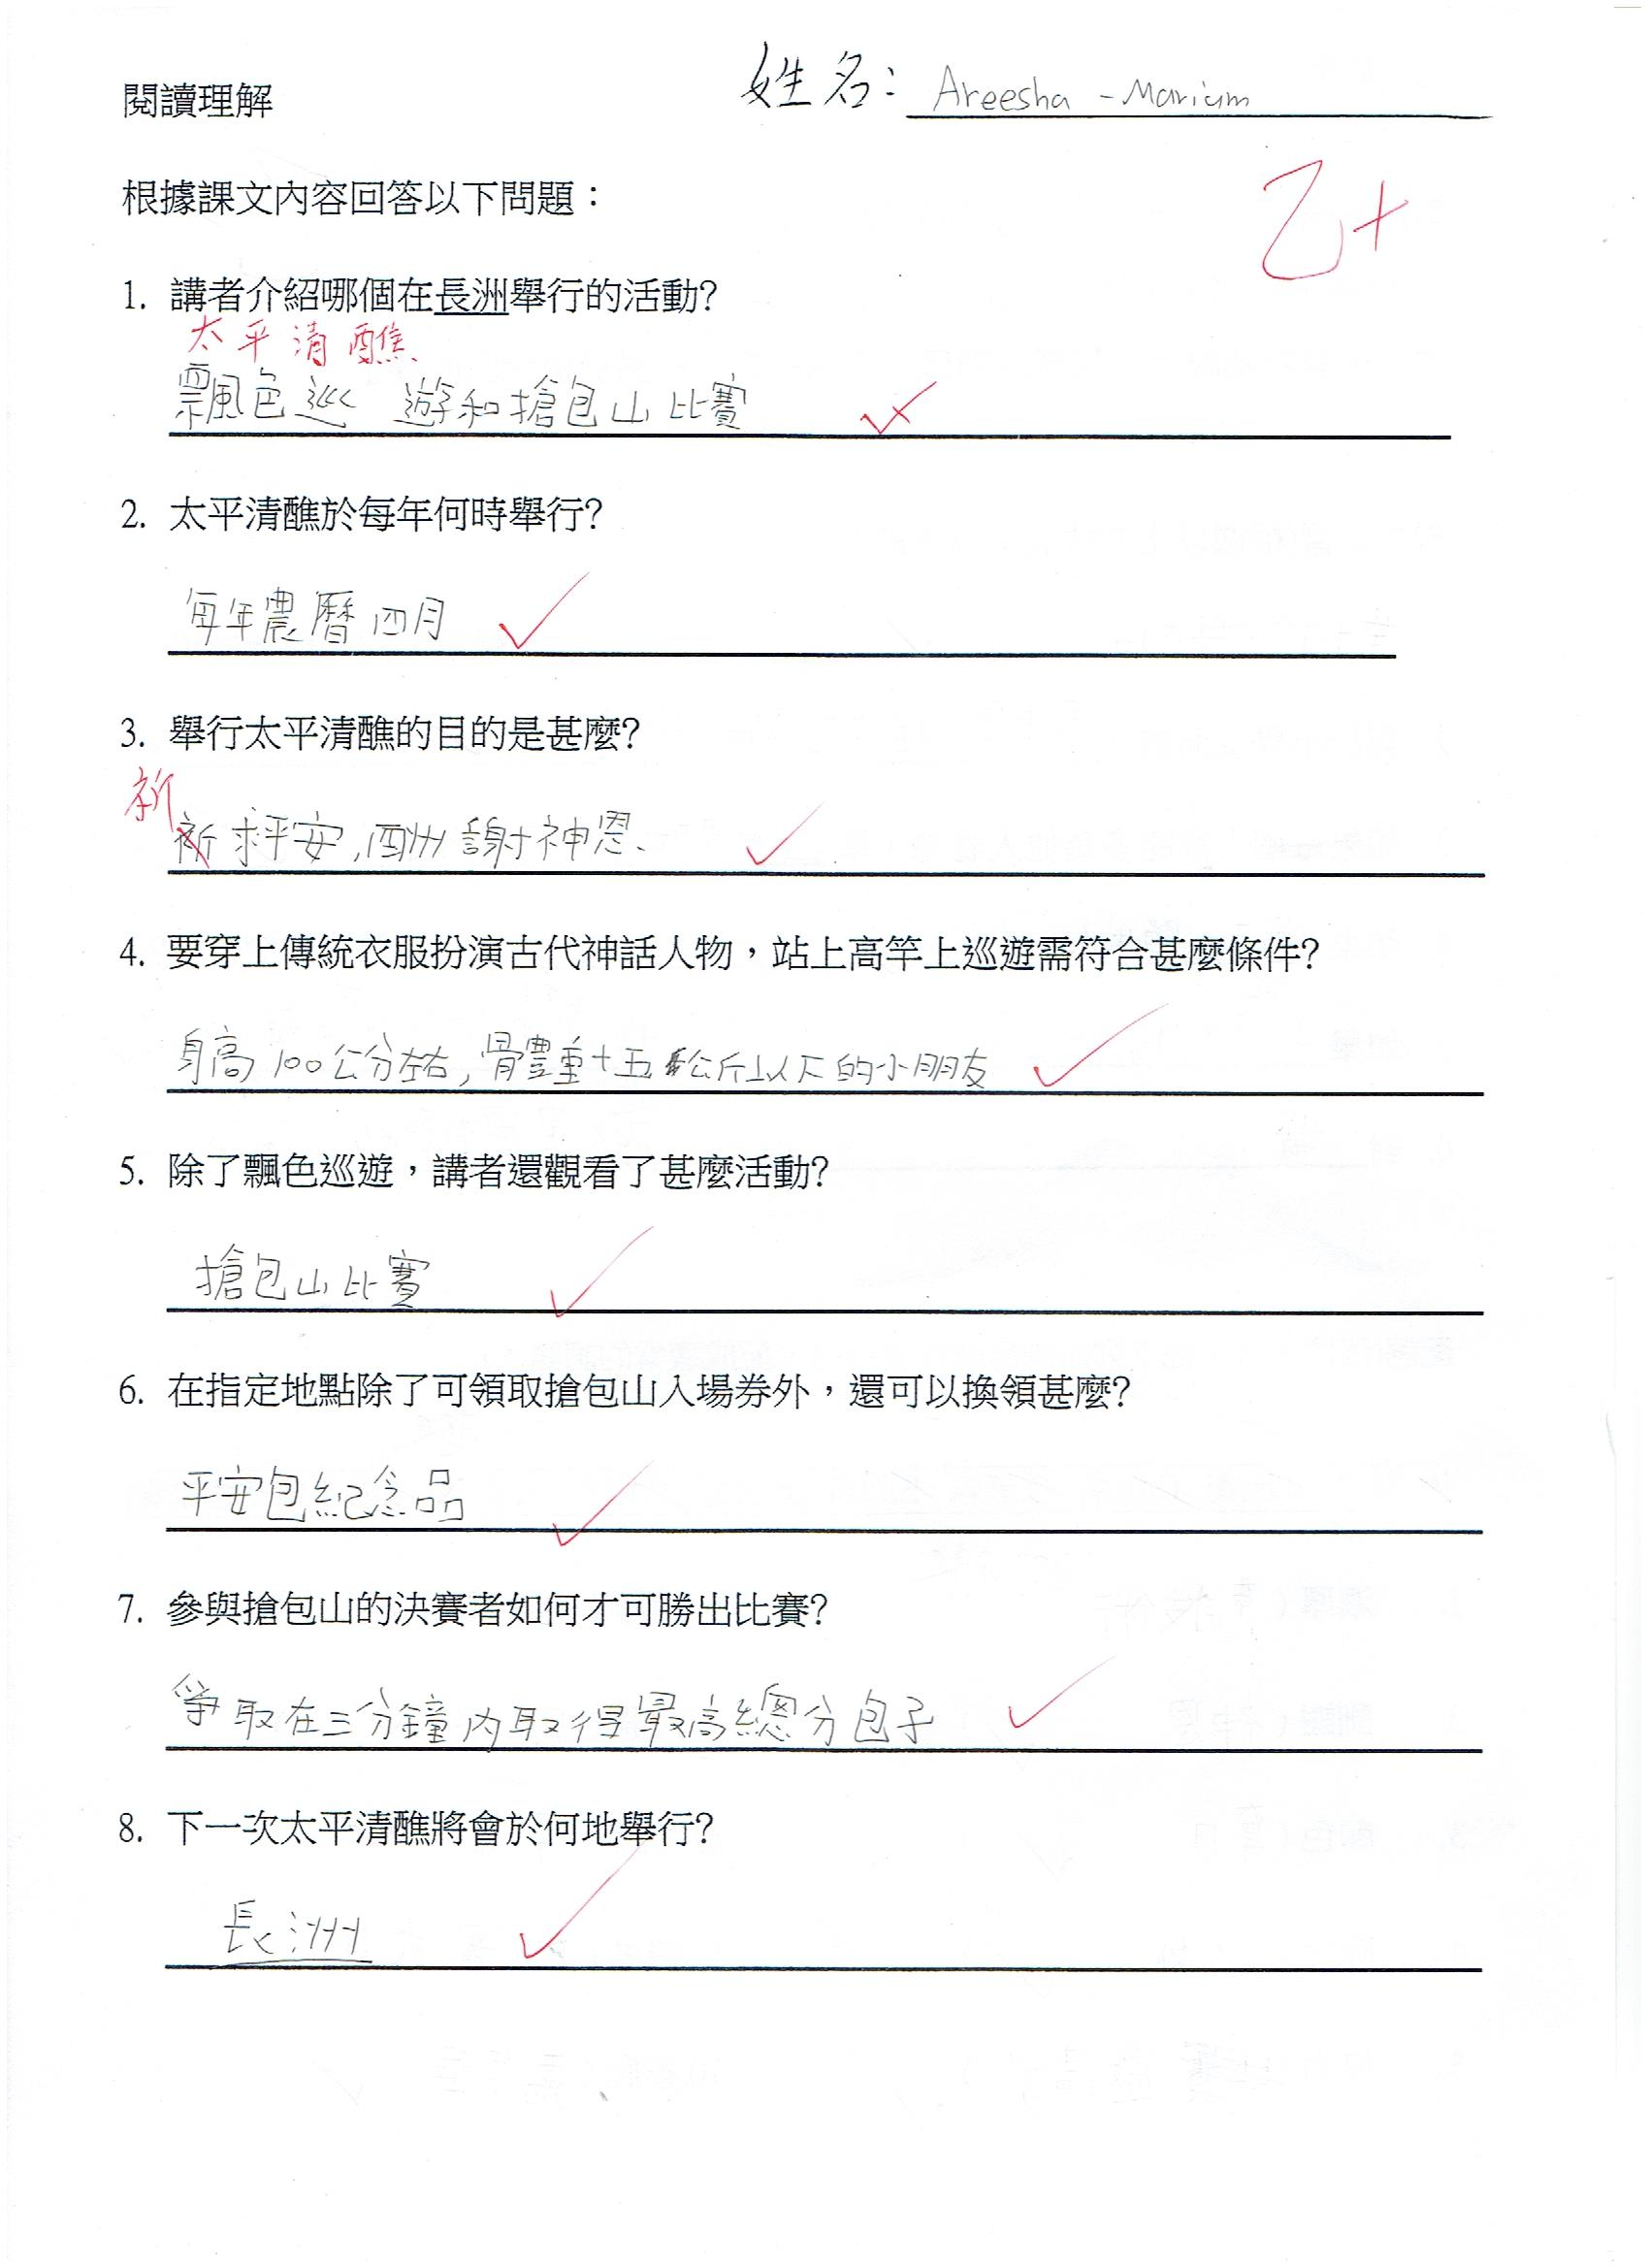 閱讀理解
姓名：Areesha - Marium
根據課文內容回答以下問題：
乙+
1. 講者介紹哪個在長洲舉行的活動?
太平清醮
飄色巡遊和搶包山比賽
2. 太平清醮於每年何時舉行?
每年農曆四月
3. 舉行太平清醮的目的是甚麼?
祈
求平安,酬謝神恩、
4. 要穿上傳統衣服扮演古代神話人物，站上高竿上巡遊需符合甚麼條件?
身高100公分左右,體重十五公斤以下的小朋友
5. 除了飄色巡遊，講者還觀看了甚麼活動?
搶包山比賽
6. 在指定地點除了可領取搶包山入場券外，還可以換領甚麼?
平安包紀念品
7. 參與搶包山的決賽者如何才可勝出比賽?
爭取在三分鐘內取得最高總分包子
8. 下一次太平清醮將會於何地舉行?
長洲